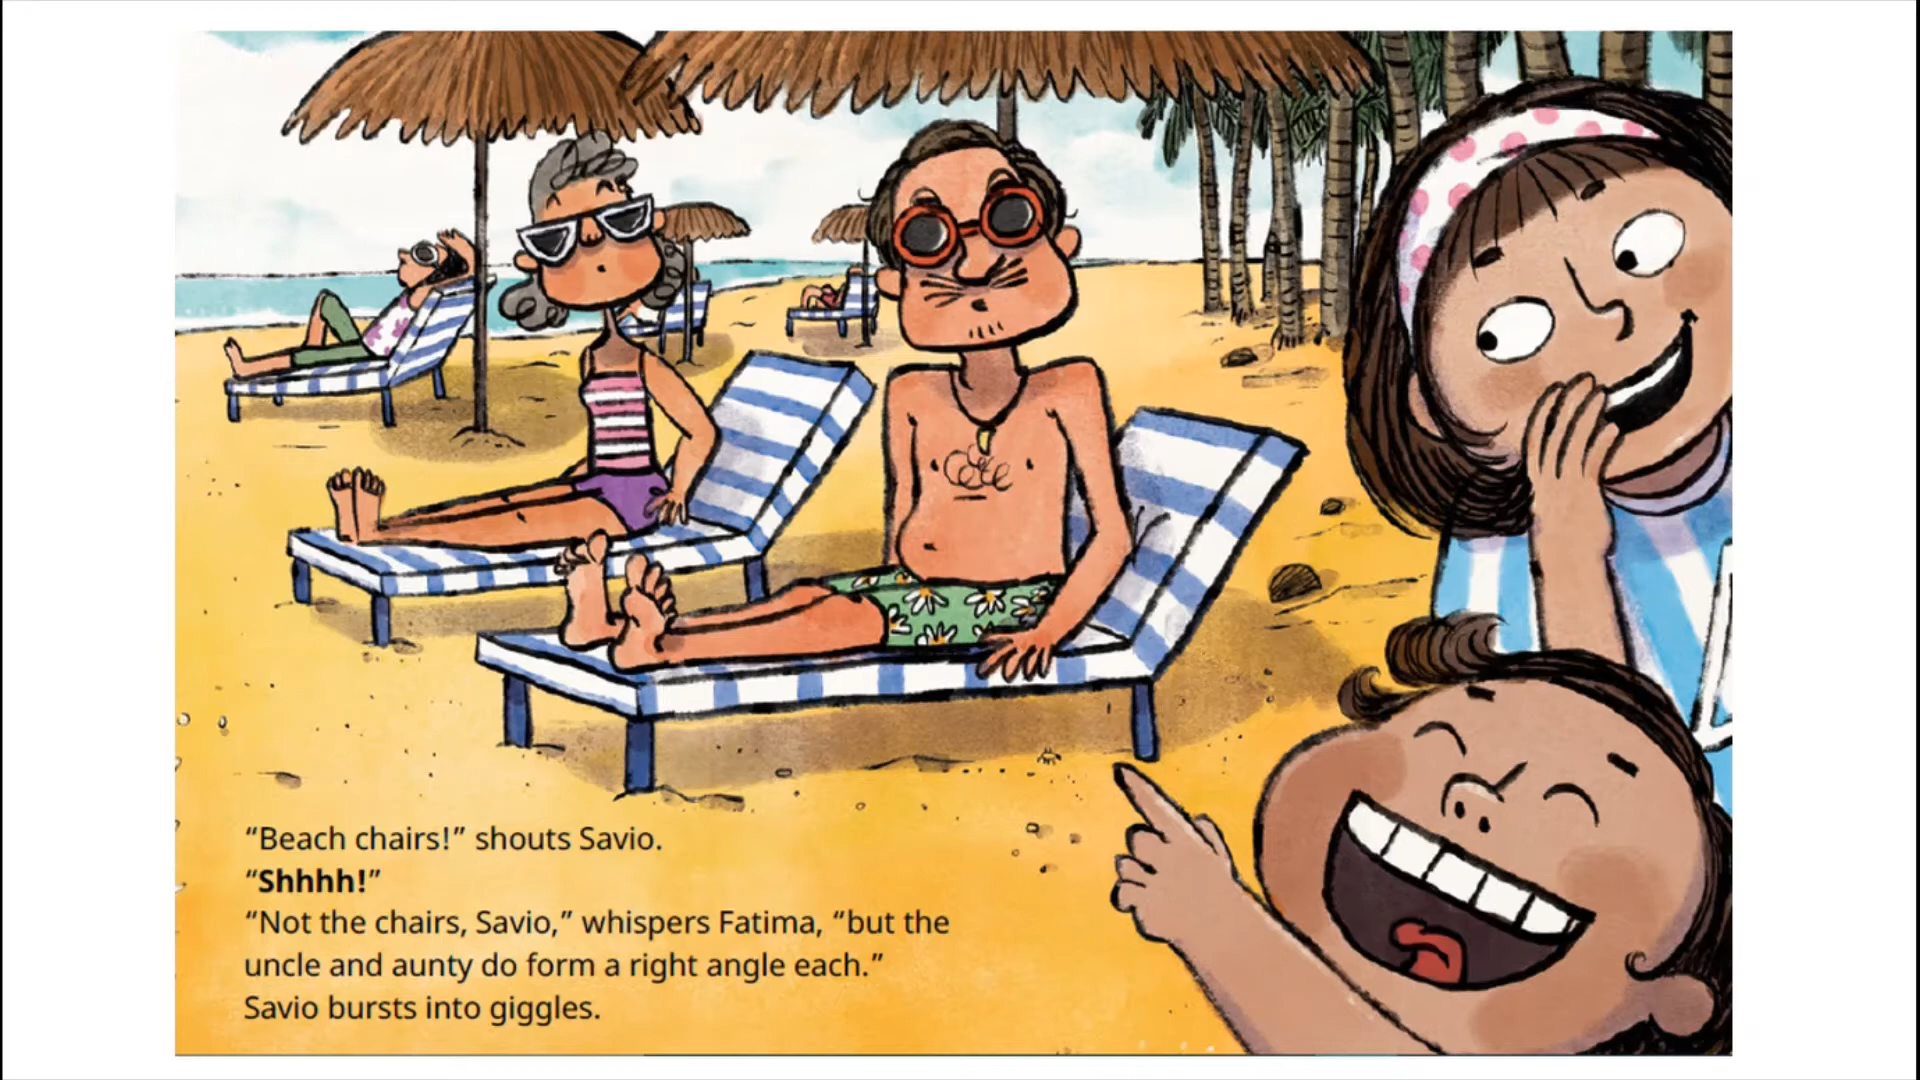 “Beach chairs!” shouts Savio.
“Shhhh!”
“Not the chairs, Savio,” whispers Fatima, “but the
uncle and aunty do form a right angle each.”
Savio bursts into giggles.